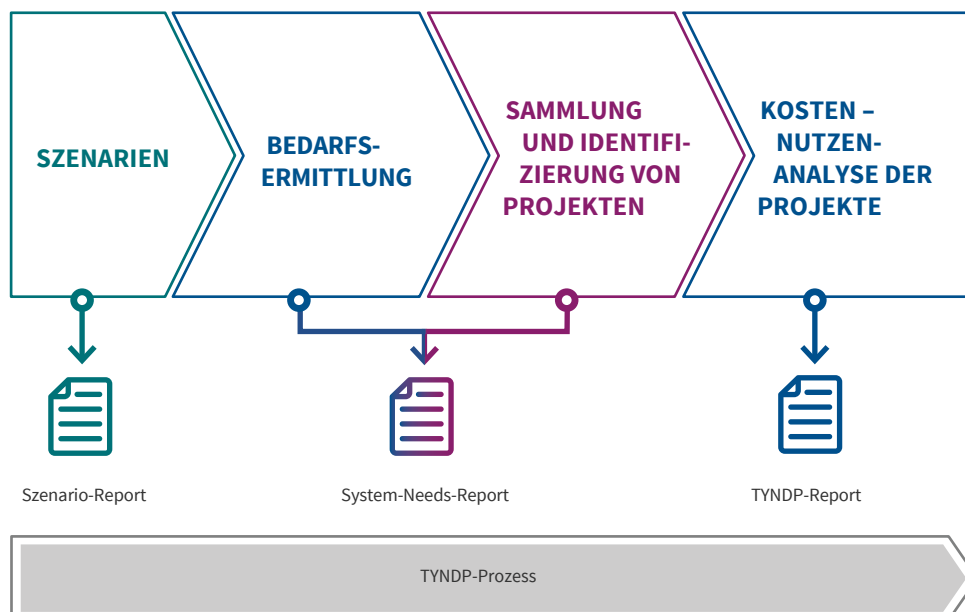 SZENARIEN
BEDARFS-
ERMITTLUNG
SAMMLUNG
UND IDENTIFI-
ZIERUNG VON
PROJEKTEN
KOSTEN –
NUTZEN-
ANALYSE DER
PROJEKTE
Szenario-Report
System-Needs-Report
TYNDP-Report
TYNDP-Prozess